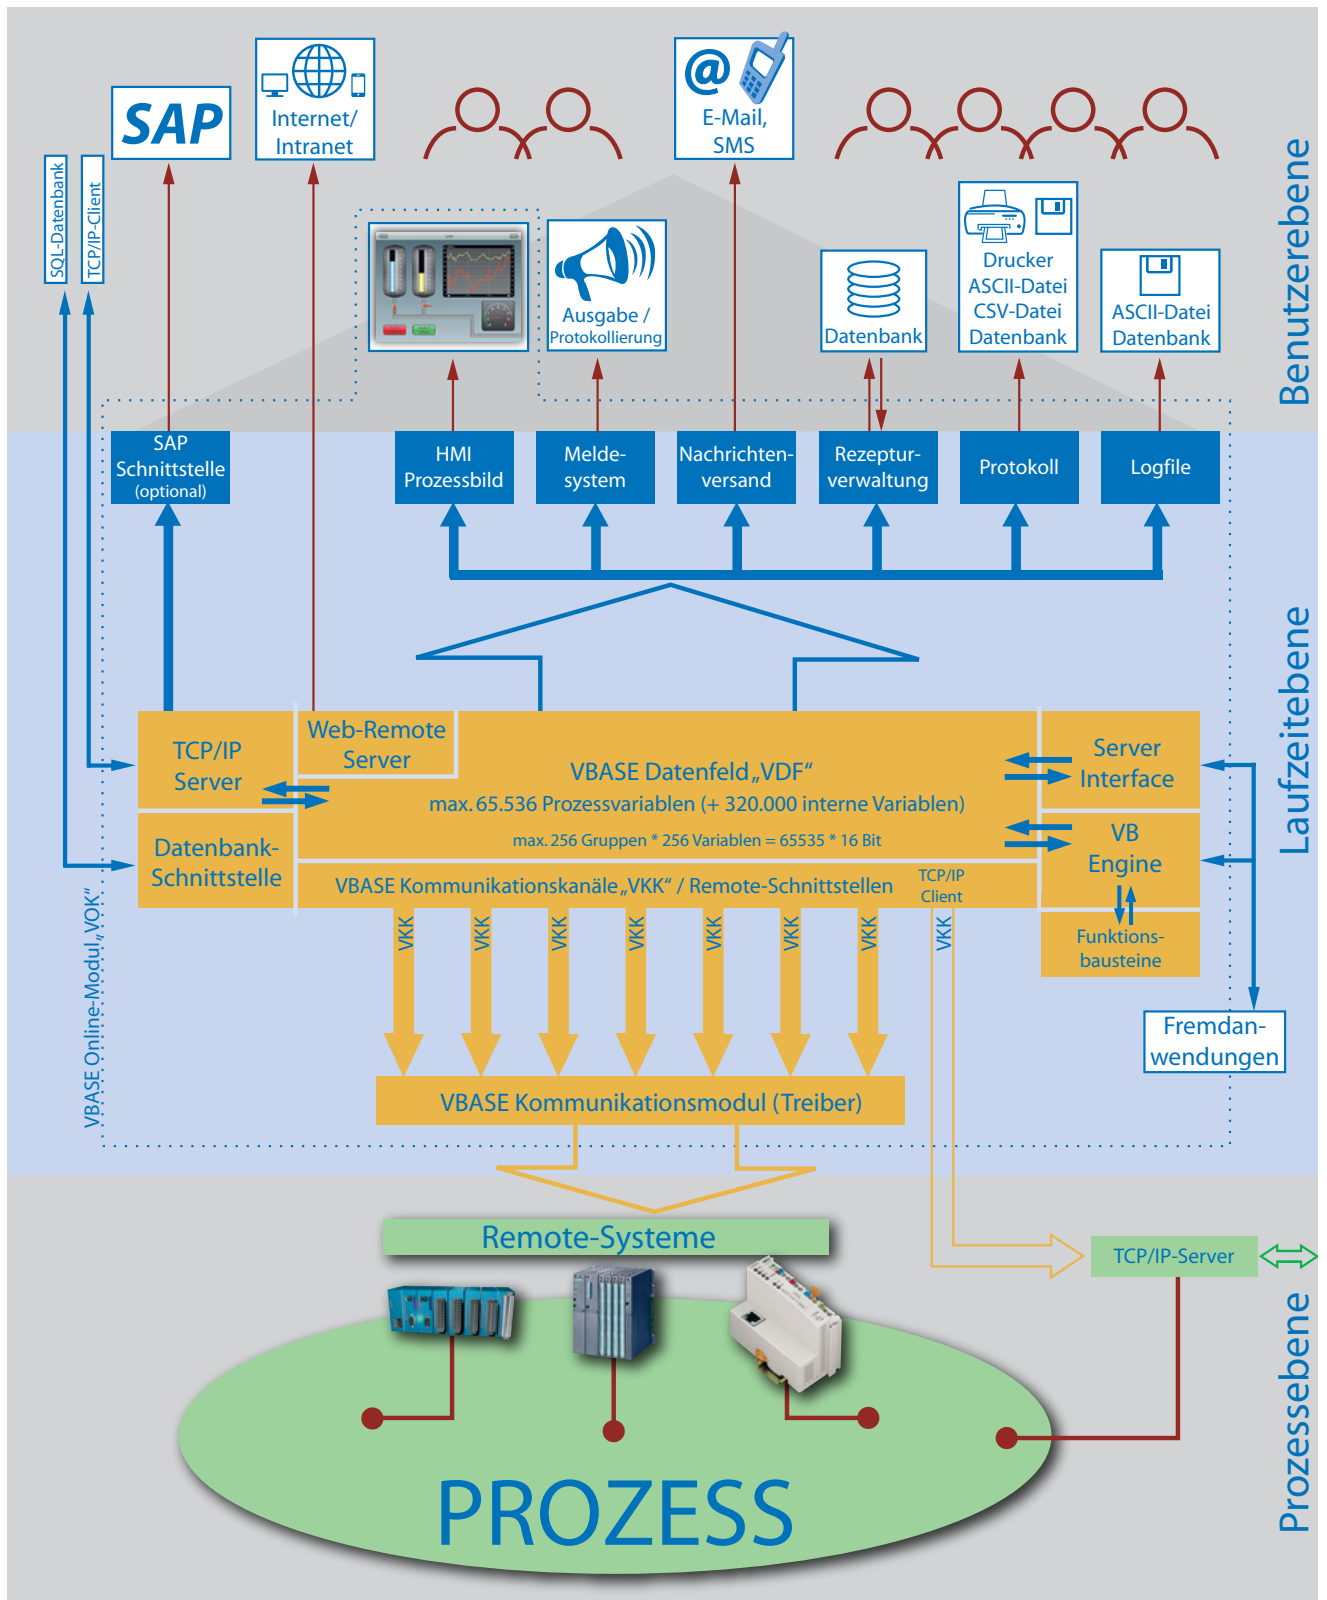 SAP
Internet/
Intranet
@
E-Mail,
SMS
SQL-Datenbank
TCP/IP-Client
Ausgabe /
Protokollierung
Datenbank
Drucker
ASCII-Datei
CSV-Datei
Datenbank
ASCII-Datei
Datenbank
Benutzerebene
SAP
Schnittstelle
(optional)
HMI
Prozessbild
Melde-
system
Nachrichten-
versand
Rezeptur-
verwaltung
Protokoll
Logfile
Laufzeitebene
TCP/IP
Server
Web-Remote
Server
VBASE Datenfeld „VDF“
max. 65.536 Prozessvariablen (+ 320.000 interne Variablen)
max. 256 Gruppen * 256 Variablen = 65535 * 16 Bit
Server
Interface
Datenbank-
Schnittstelle
VB
Engine
VBASE Kommunikationskanäle „VKK“ / Remote-Schnittstellen
TCP/IP
Client
VKK
VKK
VKK
VKK
VKK
VKK
VKK
VKK
Funktions-
bausteine
VBASE Online-Modul „VOK“
Fremdan-
wendungen
VBASE Kommunikationsmodul (Treiber)
Remote-Systeme
TCP/IP-Server
Prozessebene
PROZESS